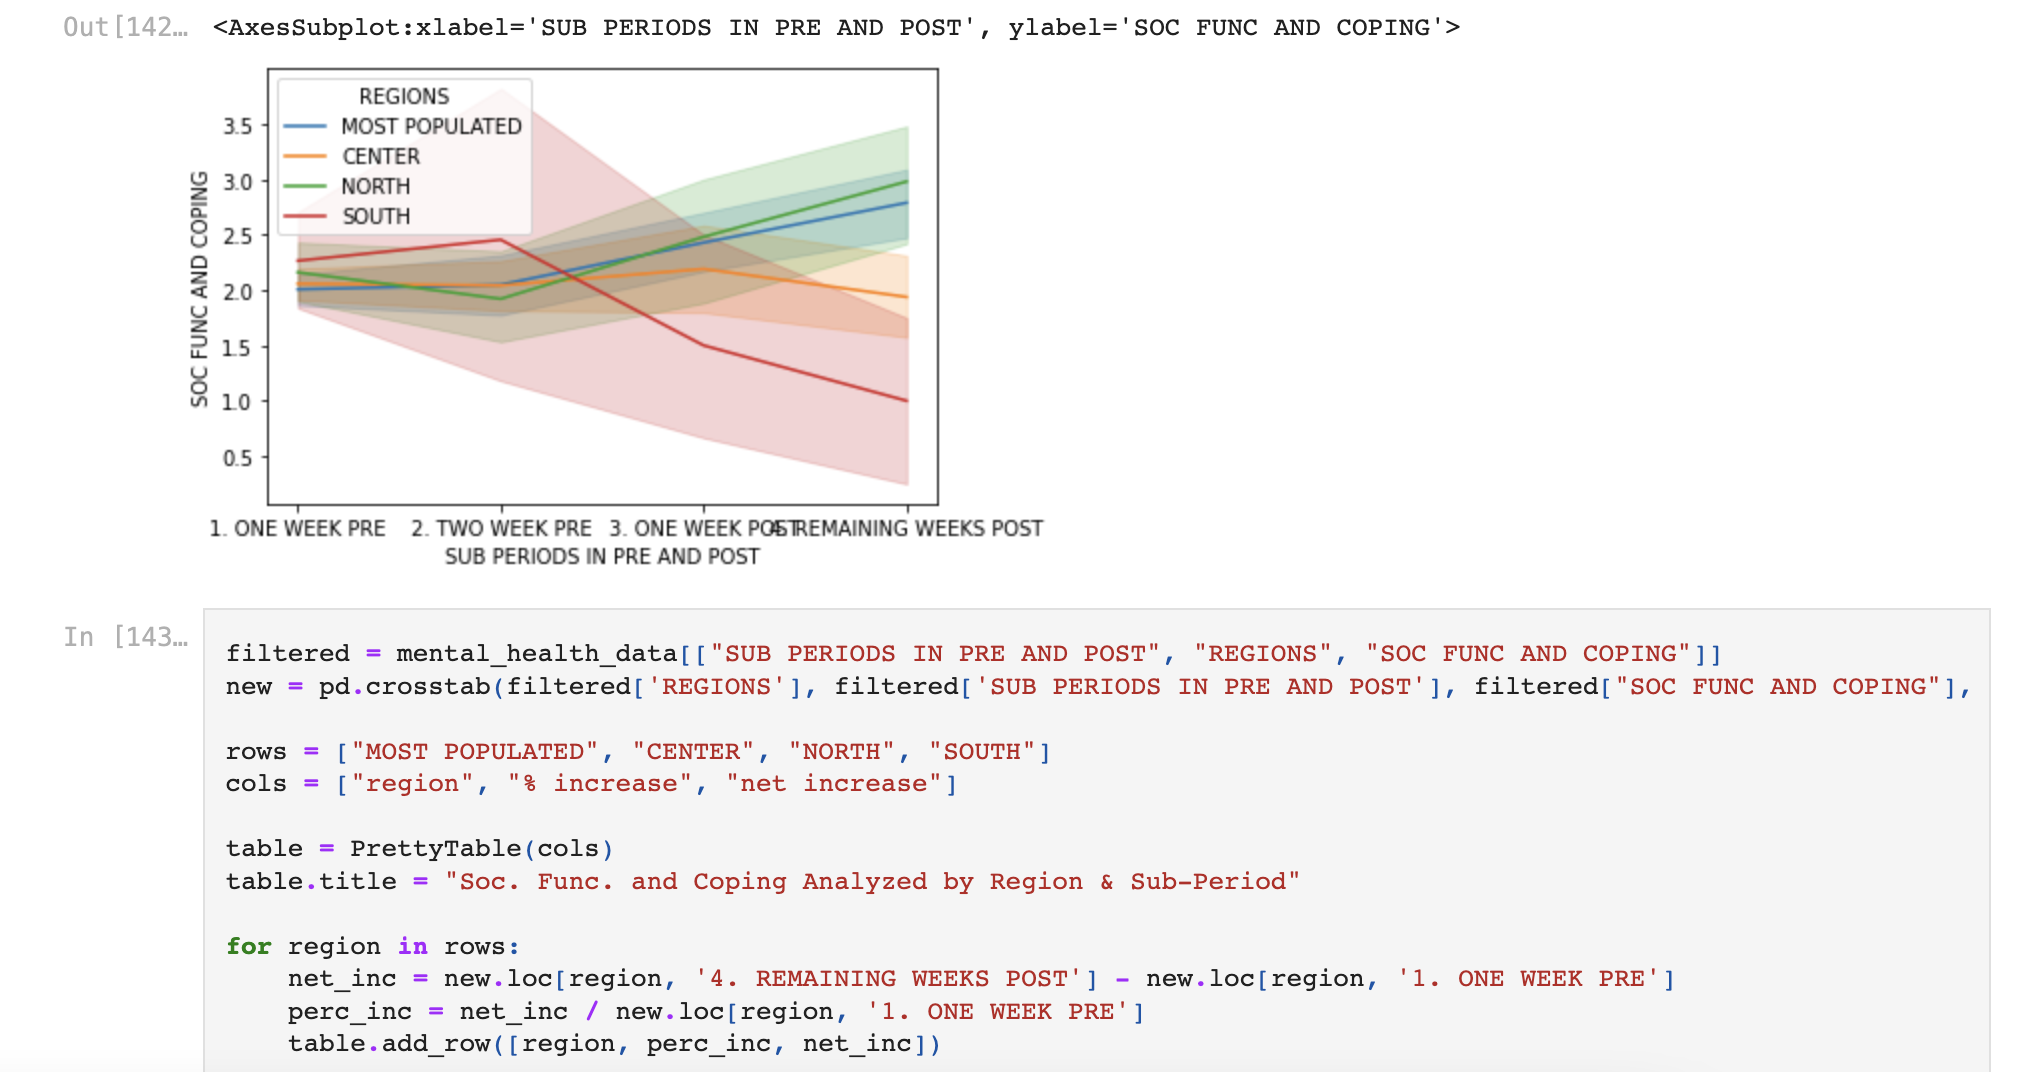 Out[142…
<AxesSubplot:xlabel='SUB PERIODS IN PRE AND POST', ylabel='SOC FUNC AND COPING'>
REGIONS
MOST POPULATED
CENTER
NORTH
SOUTH
3.5
3.0
2.5
2.0
1.5
1.0
0.5
SOC FUNC AND COPING
1. ONE WEEK PRE
2. TWO WEEK PRE
3. ONE WEEK POST
4. REMAINING WEEKS POST
SUB PERIODS IN PRE AND POST
In [143…
filtered = mental_health_data[["SUB PERIODS IN PRE AND POST", "REGIONS", "SOC FUNC AND COPING"]]
new = pd.crosstab(filtered['REGIONS'], filtered['SUB PERIODS IN PRE AND POST'], filtered["SOC FUNC AND COPING"],
rows = ["MOST POPULATED", "CENTER", "NORTH", "SOUTH"]
cols = ["region", "% increase", "net increase"]
table = PrettyTable(cols)
table.title = "Soc. Func. and Coping Analyzed by Region & Sub-Period"
for region in rows:
    net_inc = new.loc[region, '4. REMAINING WEEKS POST'] - new.loc[region, '1. ONE WEEK PRE']
    perc_inc = net_inc / new.loc[region, '1. ONE WEEK PRE']
    table.add_row([region, perc_inc, net_inc])